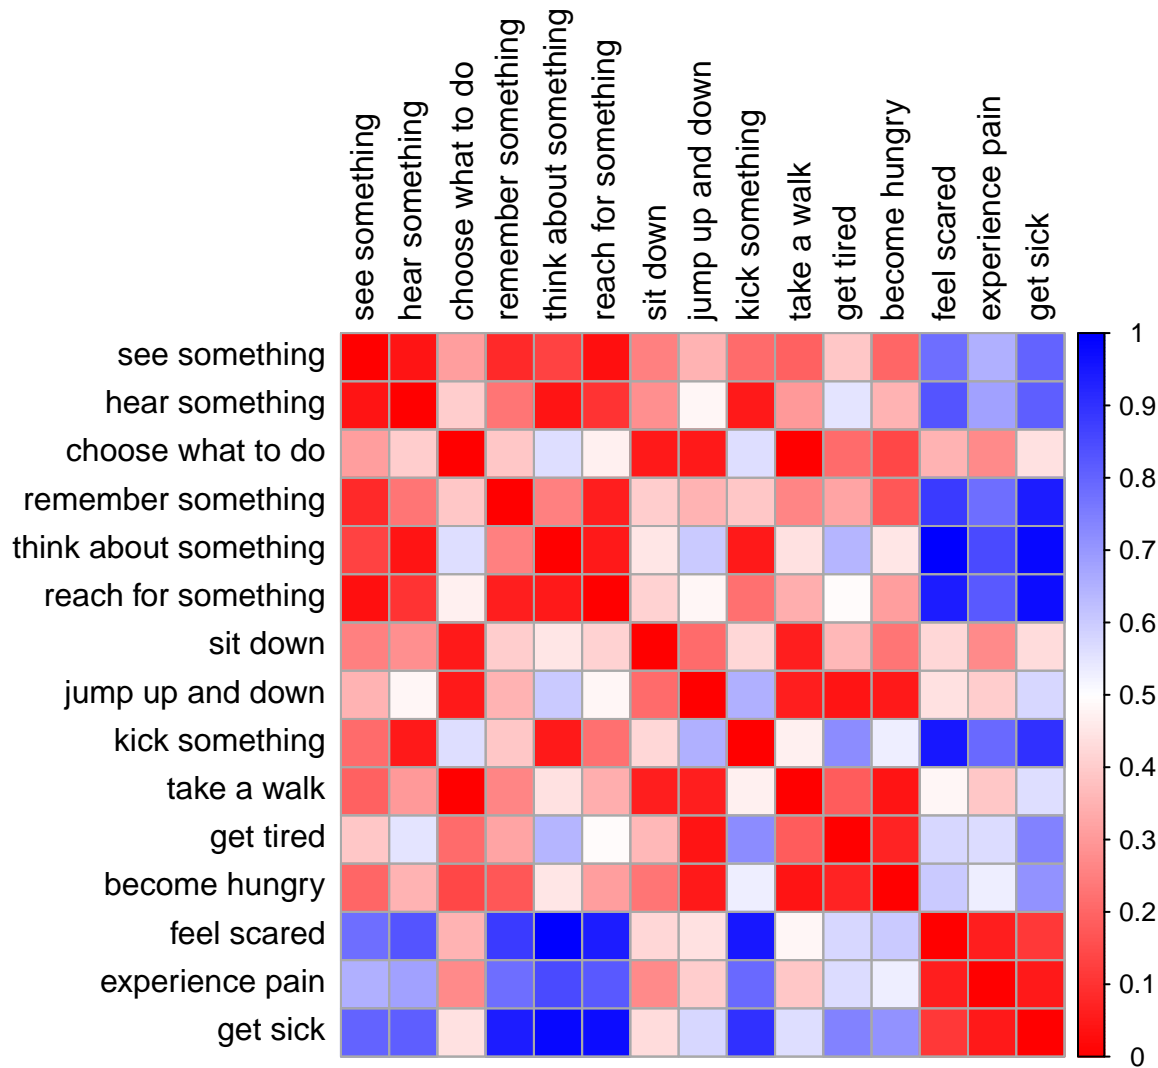 see something
hear something
choose what to do
remember something
think about something
reach for something
sit down
jump up and down
kick something
take a walk
get tired
become hungry
feel scared
experience pain
get sick
see something
hear something
choose what to do
remember something
think about something
reach for something
sit down
jump up and down
kick something
take a walk
get tired
become hungry
feel scared
experience pain
get sick
1
0.9
0.8
0.7
0.6
0.5
0.4
0.3
0.2
0.1
0